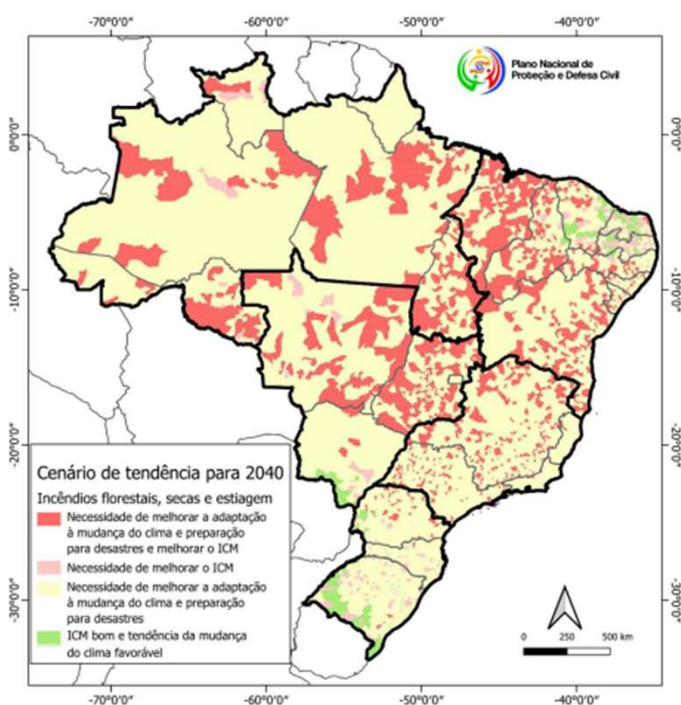 -70°0'0" -60°0'0" -50°0'0" -40°0'0"
Plano Nacional de
Proteção e Defesa Civil
0°0'0" 0°0'0"
-10°0'0" -10°0'0"
-20°0'0" -20°0'0"
-30°0'0" -30°0'0"
Cenário de tendência para 2040
Incêndios florestais, secas e estiagem
Necessidade de melhorar a adaptação
à mudança do clima e preparação
para desastres e melhorar o ICM
Necessidade de melhorar o ICM
Necessidade de melhorar a adaptação
à mudança do clima e preparação
para desastres
ICM bom e tendência da mudança
do clima favorável
0 250 500 km
-70°0'0" -60°0'0" -50°0'0" -40°0'0"